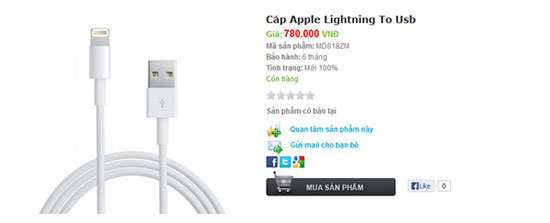 Cáp Apple Lightning To Usb
Giá: 780.000 VNĐ
Mã sản phẩm: MD818ZM
Bảo hành: 6 tháng
Tình trạng: Mới 100%
Còn hàng
Sản phẩm có bán tại
Quan tâm sản phẩm này
Gửi mail cho bạn bè
MUA SẢN PHẨM
Like 0